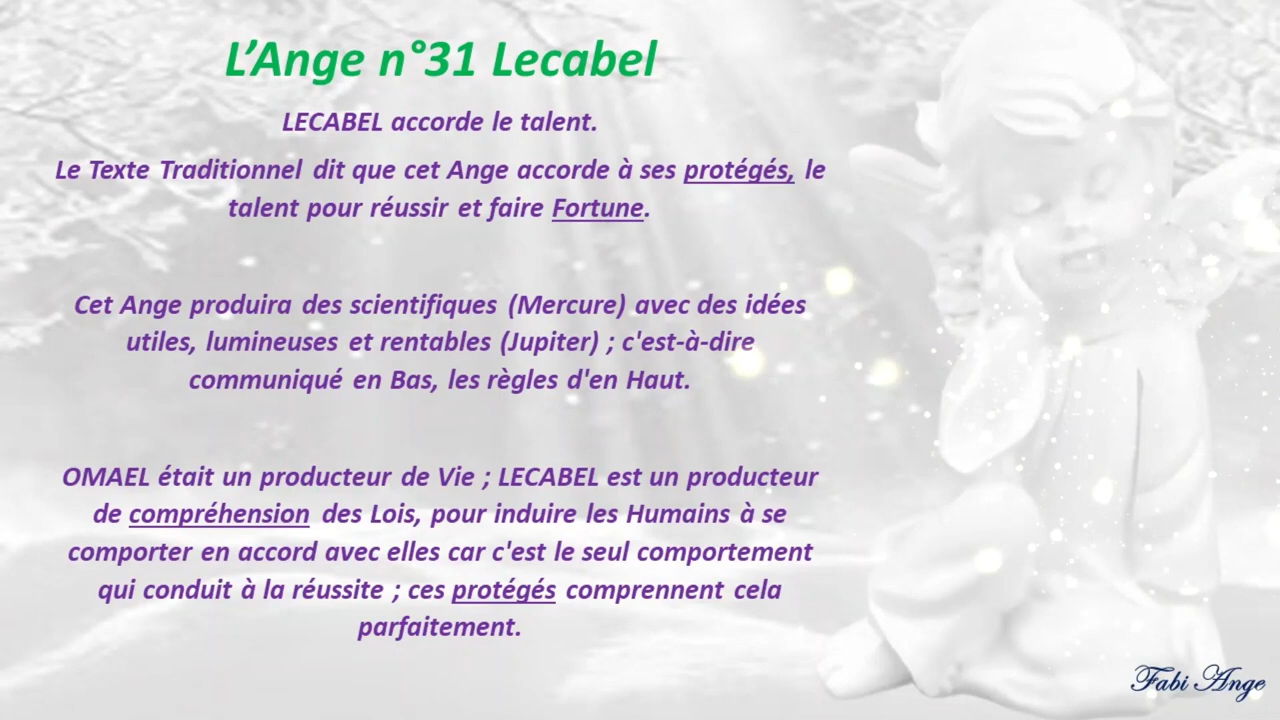 L’Ange n°31 Lecabel
LECABEL accorde le talent.
Le Texte Traditionnel dit que cet Ange accorde à ses protégés, le
talent pour réussir et faire Fortune.
Cet Ange produira des scientifiques (Mercure) avec des idées
utiles, lumineuses et rentables (Jupiter) ; c'est-à-dire
communiqué en Bas, les règles d'en Haut.
OMAEL était un producteur de Vie ; LECABEL est un producteur
de compréhension des Lois, pour induire les Humains à se
comporter en accord avec elles car c'est le seul comportement
qui conduit à la réussite ; ces protégés comprennent cela
parfaitement.
Fabi Ange